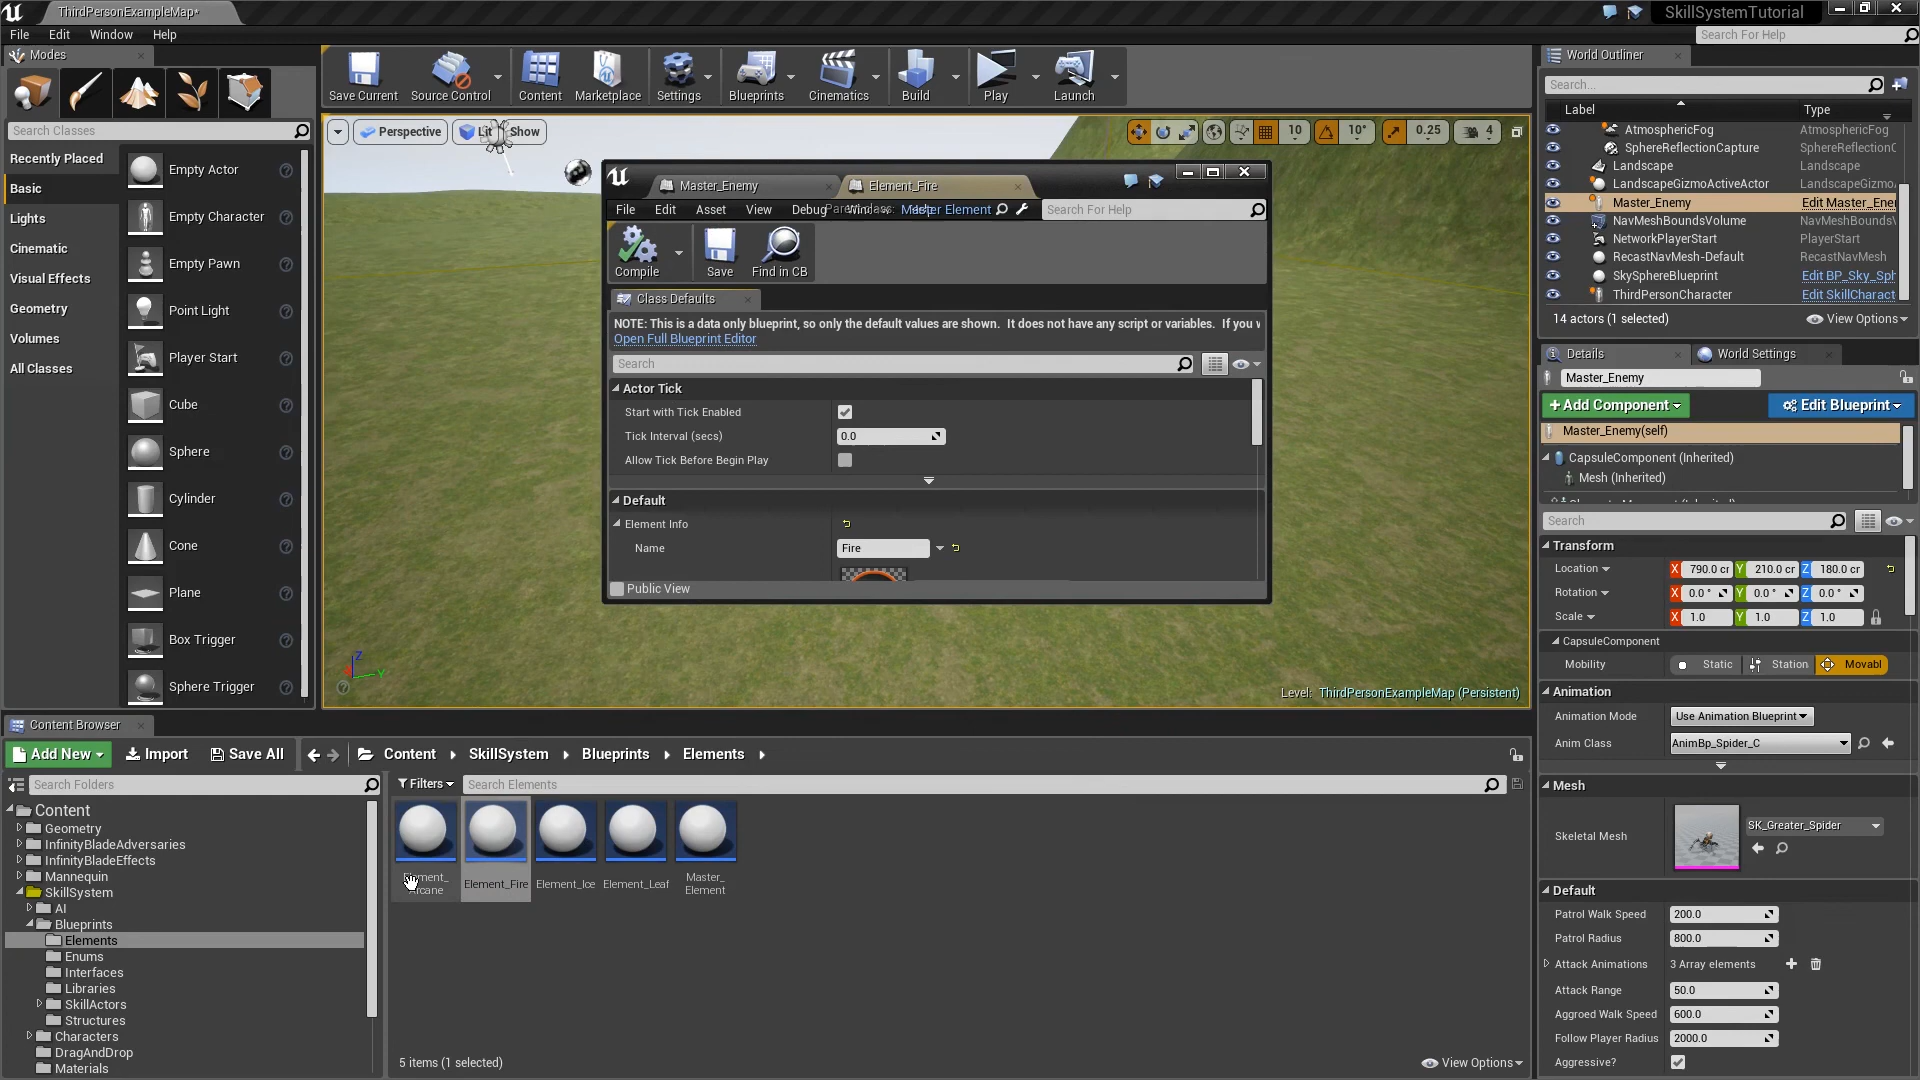 ThirdPersonExampleMap*
SkillSystemTutorial
File Edit Window Help
Search For Help
Modes
Save Current
Source Control
Content
Marketplace
Settings
Blueprints
Cinematics
Build
Play
Launch
World Outliner
Search...
Label Type
Search Classes
Recently Placed
Basic
Lights
Cinematic
Visual Effects
Geometry
Volumes
All Classes
Empty Actor
Empty Character
Empty Pawn
Point Light
Player Start
Cube
Sphere
Cylinder
Cone
Plane
Box Trigger
Sphere Trigger
Perspective
Lit
Show
10
10°
0.25
4
AtmosphericFog AtmosphericF
SphereReflectionCapture SphereReflectionC
Landscape Landscape
LandscapeGizmoActiveActor LandscapeGizmo
Master_Enemy Edit Master_Ene
NavMeshBoundsVolume NavMeshBounds
NetworkPlayerStart PlayerStart
RecastNavMesh-Default RecastNavMesh
SkySphereBlueprint Edit BP_Sky_Sph
ThirdPersonCharacter Edit SkillCharact
14 actors (1 selected)
View Options
Master_Enemy
Element_Fire
File Edit Asset View Debug Window Help
Parent class: Master Element
Search For Help
Compile
Save
Find in CB
Class Defaults
NOTE: This is a data only blueprint, so only the default values are shown. It does not have any script or variables. If you w
Open Full Blueprint Editor
Search
Actor Tick
Start with Tick Enabled
Tick Interval (secs) 0.0
Allow Tick Before Begin Play
Default
Element Info
Name Fire
Public View
Z
Y
Level: ThirdPersonExampleMap (Persistent)
Details
World Settings
Master_Enemy
+Add Component
Edit Blueprint
Master_Enemy(self)
CapsuleComponent (Inherited)
Mesh (Inherited)
Search
Transform
Location X 790.0 cr Y 210.0 cr Z 180.0 cr
Rotation X 0.0 ° Y 0.0 ° Z 0.0 °
Scale X 1.0 Y 1.0 Z 1.0
CapsuleComponent
Mobility Static Station Movabl
Animation
Animation Mode Use Animation Blueprint
Anim Class AnimBp_Spider_C
Mesh
Skeletal Mesh SK_Greater_Spider
Default
Patrol Walk Speed 200.0
Patrol Radius 800.0
Attack Animations 3 Array elements
Attack Range 50.0
Aggroed Walk Speed 600.0
Follow Player Radius 2000.0
Aggressive?
Content Browser
Add New
Import
Save All
Content SkillSystem Blueprints Elements
Search Folders
Filters
Search Elements
Content
Geometry
InfinityBladeAdversaries
InfinityBladeEffects
Mannequin
SkillSystem
AI
Blueprints
Elements
Enums
Interfaces
Libraries
SkillActors
Structures
Characters
DragAndDrop
Materials
Element_
Arcane
Element_Fire
Element_Ice
Element_Leaf
Master_
Element
5 items (1 selected)
View Options